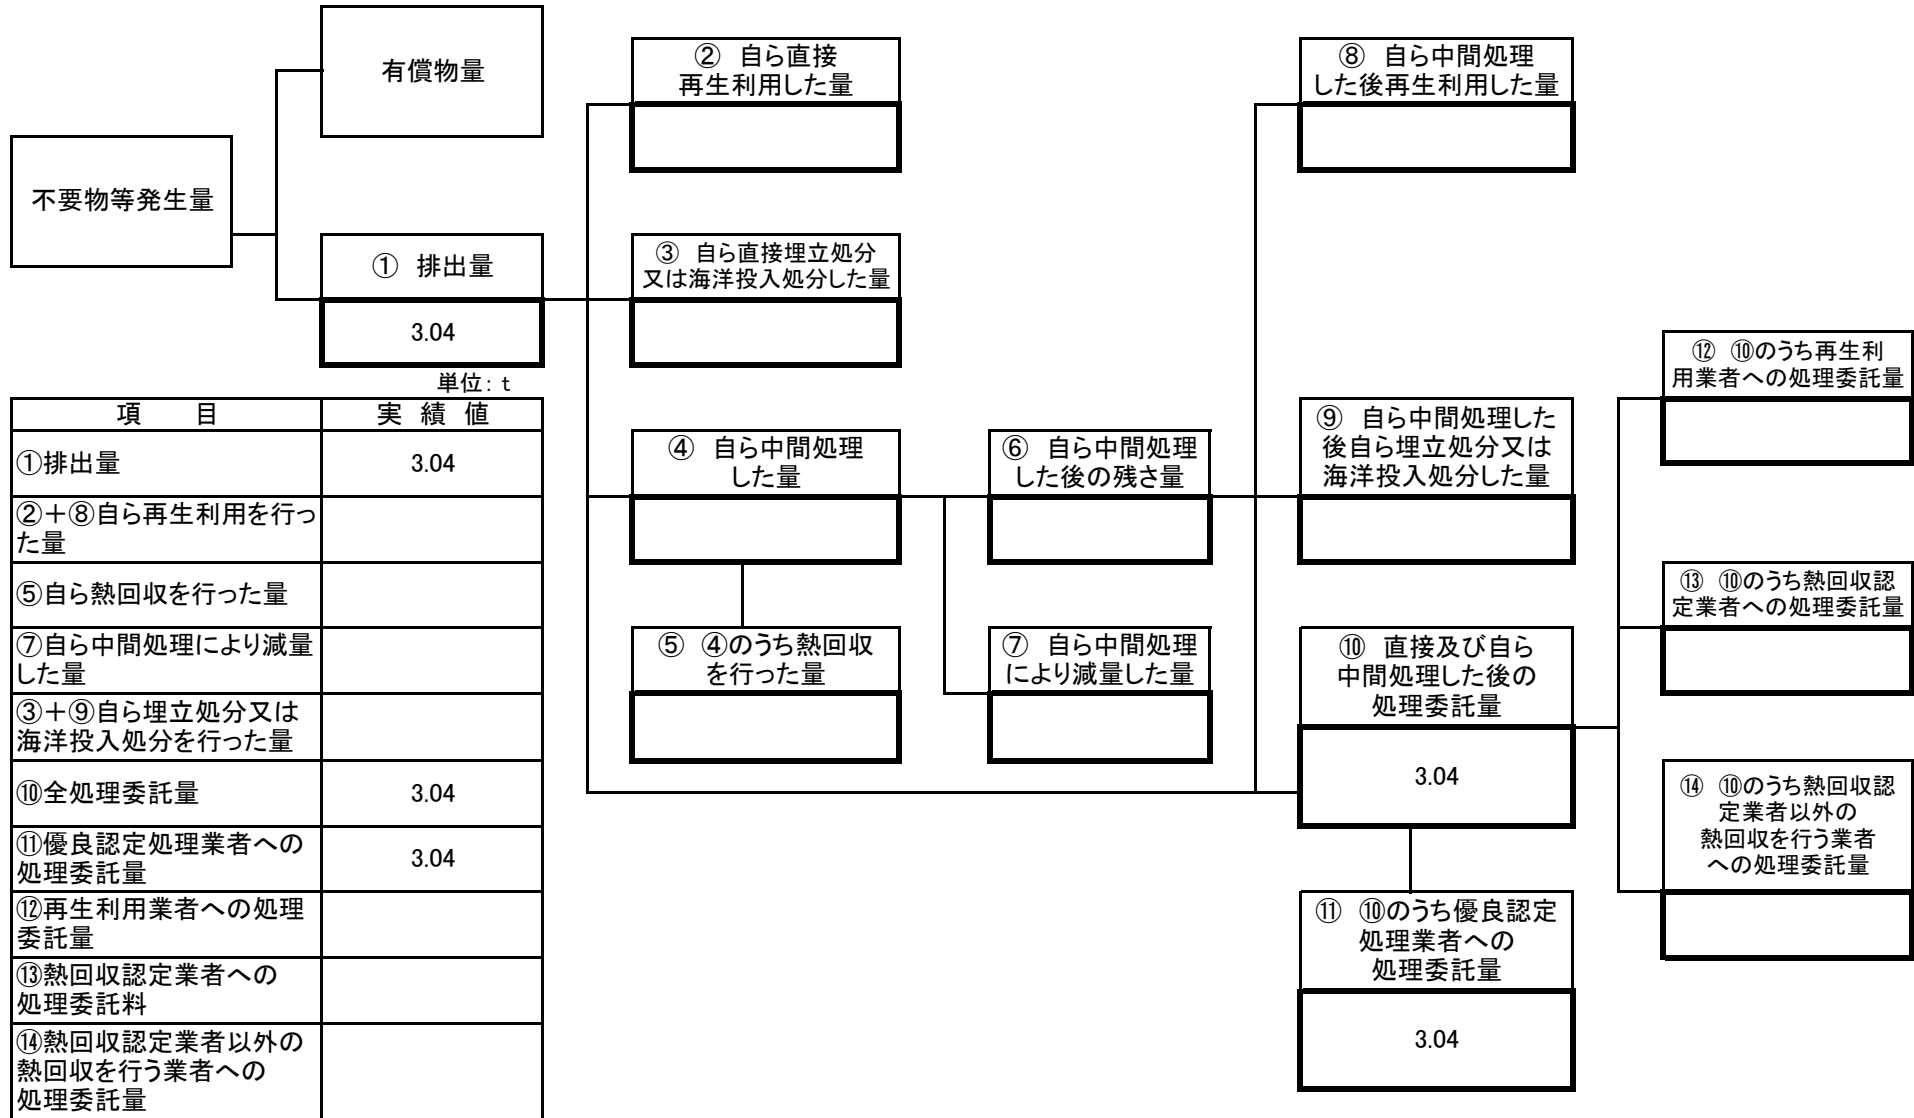 有償物量
不要物等発生量
① 排出量
3.04
② 自ら直接
再生利用した量
③ 自ら直接埋立処分
又は海洋投入処分した量
④ 自ら中間処理
した量
⑤ ④のうち熱回収
を行った量
⑥ 自ら中間処理
した後の残さ量
⑦ 自ら中間処理
により減量した量
⑧ 自ら中間処理
した後再生利用した量
⑨ 自ら中間処理した
後自ら埋立処分又は
海洋投入処分した量
⑩ 直接及び自ら
中間処理した後の
処理委託量
3.04
⑪ ⑩のうち優良認定
処理業者への
処理委託量
3.04
⑫ ⑩のうち再生利
用業者への処理委託量
⑬ ⑩のうち熱回収認
定業者への処理委託量
⑭ ⑩のうち熱回収認
定業者以外の
熱回収を行う業者
への処理委託量
単位:t
項 目 実 績 値
①排出量 3.04
②+⑧自ら再生利用を行っ
た量
⑤自ら熱回収を行った量
⑦自ら中間処理により減量
した量
③+⑨自ら埋立処分又は
海洋投入処分を行った量
⑩全処理委託量 3.04
⑪優良認定処理業者への
処理委託量 3.04
⑫再生利用業者への処理
委託量
⑬熱回収認定業者への
処理委託料
⑭熱回収認定業者以外の
熱回収を行う業者への
処理委託量